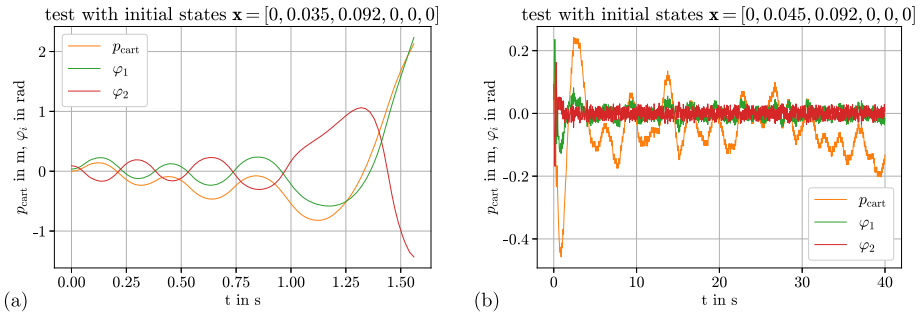 test with initial states x = [0, 0.035, 0.092, 0, 0, 0]
p_cart in m, φ_i in rad
2
1
0
-1
p_cart
φ_1
φ_2
0.00 0.25 0.50 0.75 1.00 1.25 1.50
t in s
(a)
test with initial states x = [0, 0.045, 0.092, 0, 0, 0]
p_cart in m, φ_i in rad
0.2
0.0
-0.2
-0.4
p_cart
φ_1
φ_2
0 10 20 30 40
t in s
(b)